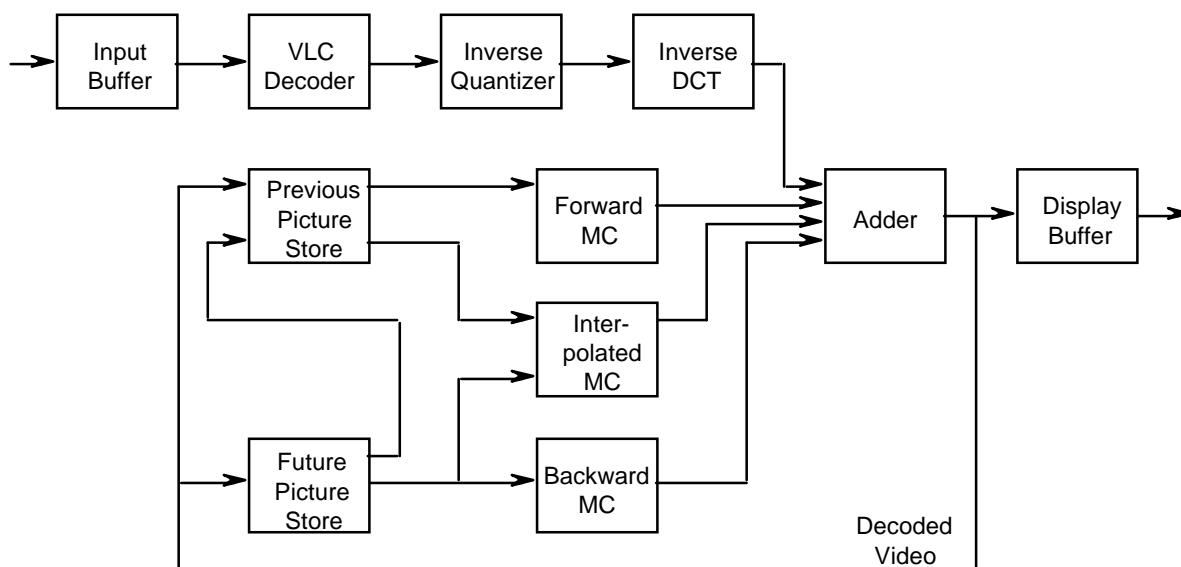 Input
Buffer
VLC
Decoder
Inverse
Quantizer
Inverse
DCT
Previous
Picture
Store
Forward
MC
Adder
Display
Buffer
Inter-
polated
MC
Future
Picture
Store
Backward
MC
Decoded
Video